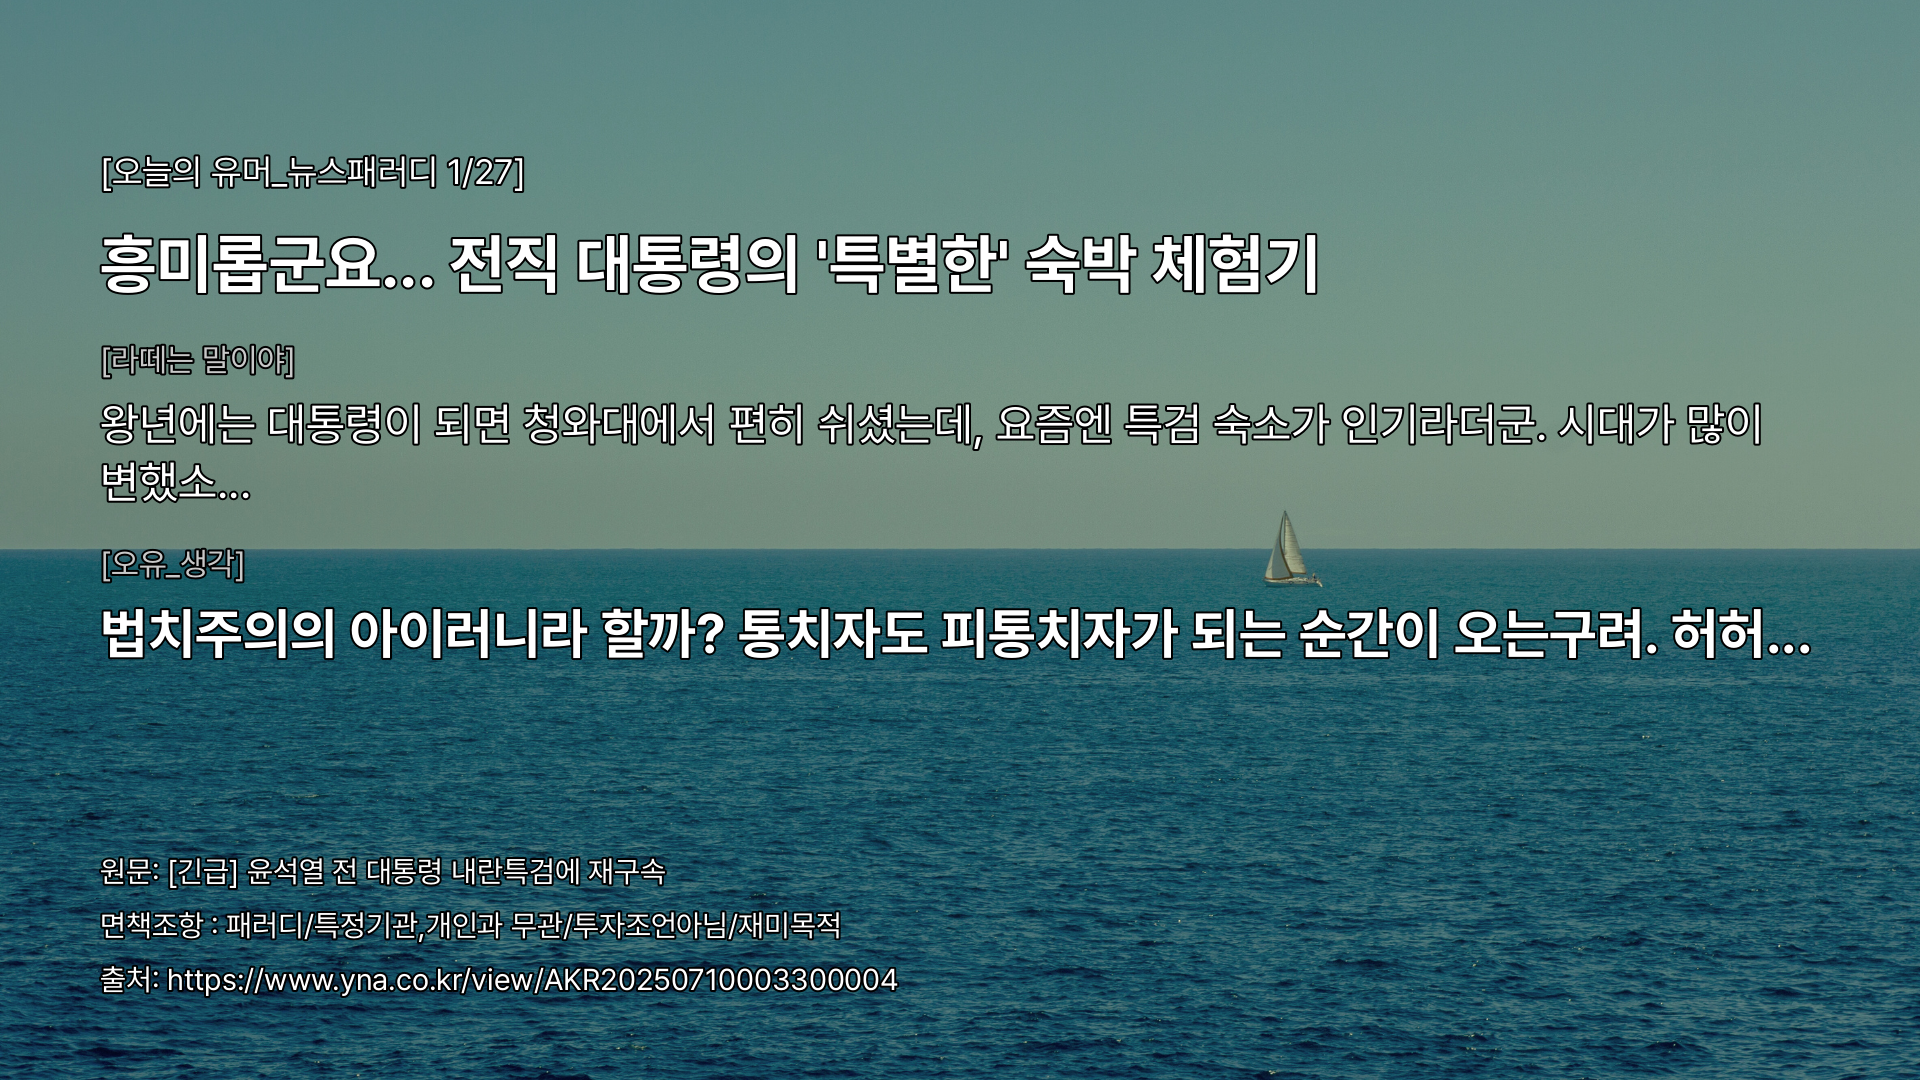 [오늘의 유머_뉴스패러디 1/27]
흥미롭군요... 전직 대통령의 '특별한' 숙박 체험기
[라떼는 말이야]
왕년에는 대통령이 되면 청와대에서 편히 쉬셨는데, 요즘엔 특검 숙소가 인기라더군. 시대가 많이
변했소...
[오유_생각]
법치주의의 아이러니라 할까? 통치자도 피통치자가 되는 순간이 오는구려. 허허...
원문: [긴급] 윤석열 전 대통령 내란특검에 재구속
면책조항 : 패러디/특정기관,개인과 무관/투자조언아님/재미목적
출처: https://www.yna.co.kr/view/AKR20250710003300004